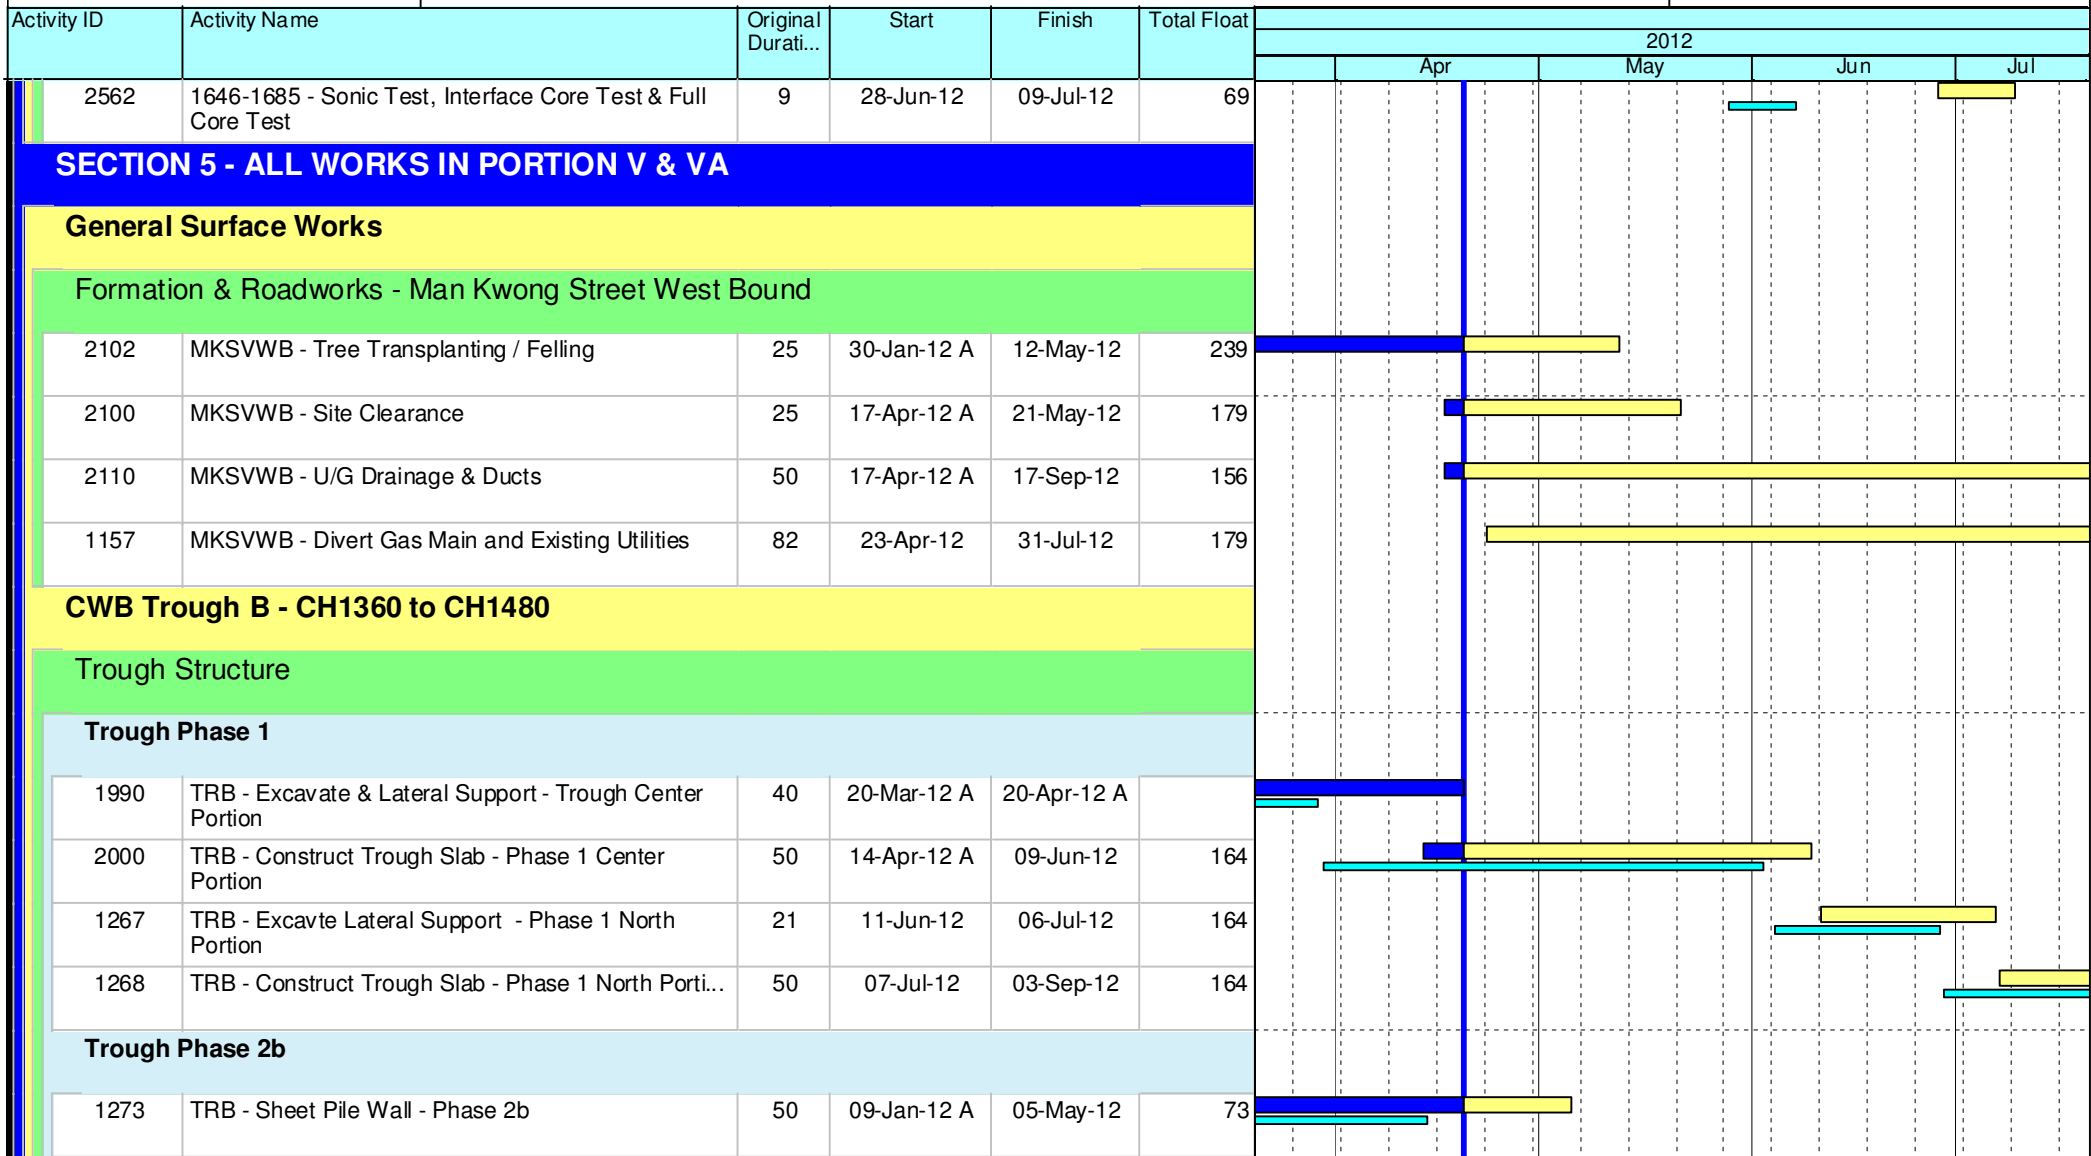 Activity ID Activity Name Original Start Finish Total Float
Durati...
2012
Apr May Jun Jul
2562 1646-1685 - Sonic Test, Interface Core Test & Full 9 28-Jun-12 09-Jul-12 69
Core Test
SECTION 5 - ALL WORKS IN PORTION V & VA
General Surface Works
Formation & Roadworks - Man Kwong Street West Bound
2102 MKSVWB - Tree Transplanting / Felling 25 30-Jan-12 A 12-May-12 239
2100 MKSVWB - Site Clearance 25 17-Apr-12 A 21-May-12 179
2110 MKSVWB - U/G Drainage & Ducts 50 17-Apr-12 A 17-Sep-12 156
1157 MKSVWB - Divert Gas Main and Existing Utilities 82 23-Apr-12 31-Jul-12 179
CWB Trough B - CH1360 to CH1480
Trough Structure
Trough Phase 1
1990 TRB - Excavate & Lateral Support - Trough Center 40 20-Mar-12 A 20-Apr-12 A
Portion
2000 TRB - Construct Trough Slab - Phase 1 Center 50 14-Apr-12 A 09-Jun-12 164
Portion
1267 TRB - Excavte Lateral Support - Phase 1 North 21 11-Jun-12 06-Jul-12 164
Portion
1268 TRB - Construct Trough Slab - Phase 1 North Porti... 50 07-Jul-12 03-Sep-12 164
Trough Phase 2b
1273 TRB - Sheet Pile Wall - Phase 2b 50 09-Jan-12 A 05-May-12 73